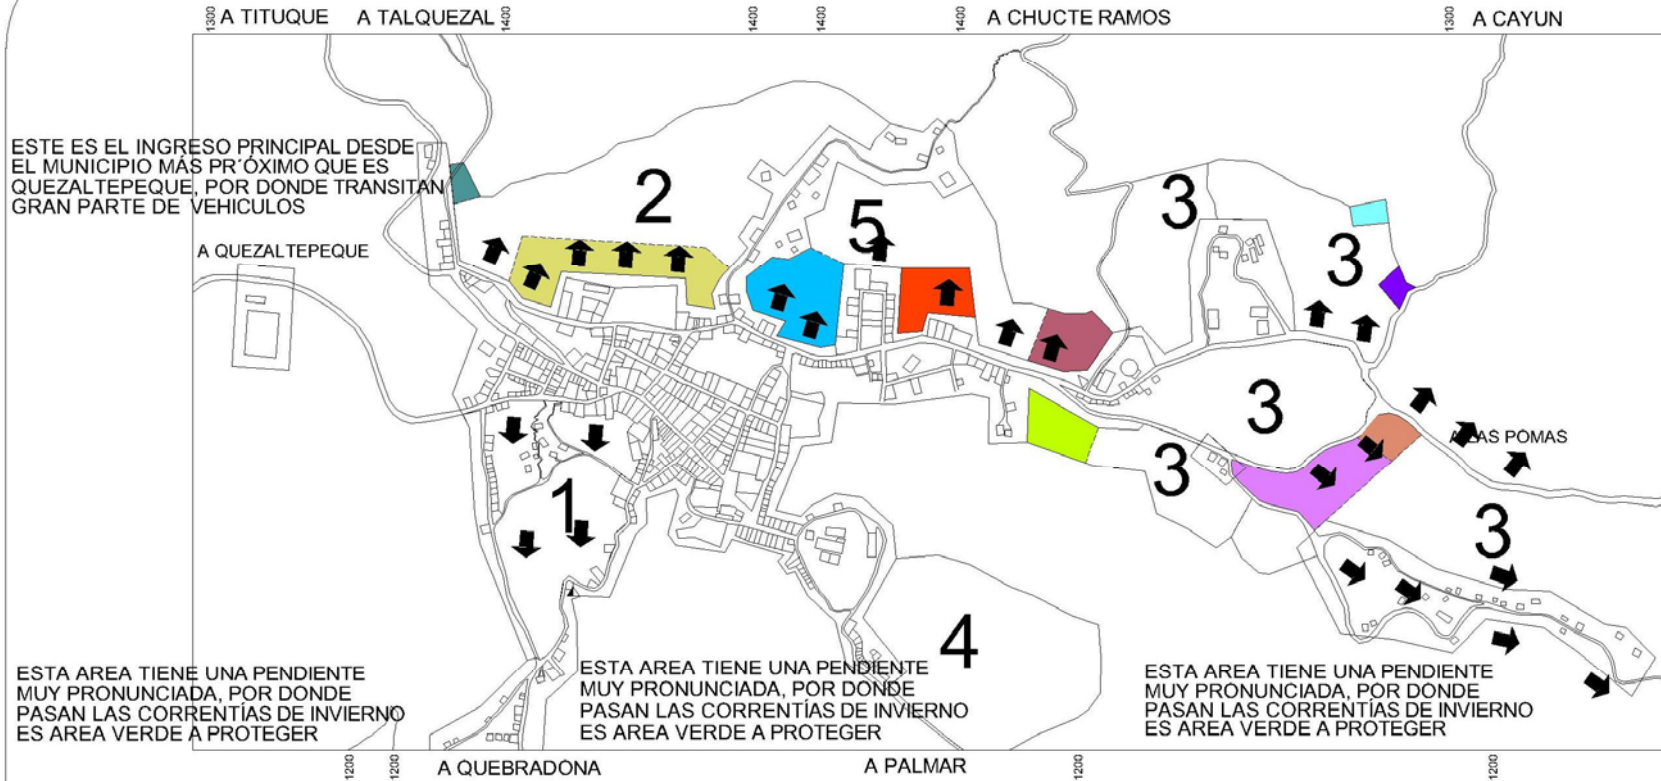 1300 A TITUQUE A TALQUEZAL 1400 1400 1400 1400 A CHUCTE RAMOS 1300 A CAYUN
ESTE ES EL INGRESO PRINCIPAL DESDE
EL MUNICIPIO MÁS PR´ÓXIMO QUE ES
QUEZALTEPEQUE, POR DONDE TRANSITAN
GRAN PARTE DE VEHICULOS
2
5
3
3
A QUEZALTEPEQUE
3
A LAS POMAS
3
1
3
4
ESTA AREA TIENE UNA PENDIENTE
MUY PRONUNCIADA, POR DONDE
PASAN LAS CORRENTÍAS DE INVIERNO
ES AREA VERDE A PROTEGER
ESTA AREA TIENE UNA PENDIENTE
MUY PRONUNCIADA, POR DONDE
PASAN LAS CORRENTÍAS DE INVIERNO
ES AREA VERDE A PROTEGER
ESTA AREA TIENE UNA PENDIENTE
MUY PRONUNCIADA, POR DONDE
PASAN LAS CORRENTÍAS DE INVIERNO
ES AREA VERDE A PROTEGER
1200 1200 A QUEBRADONA A PALMAR 1200 1200